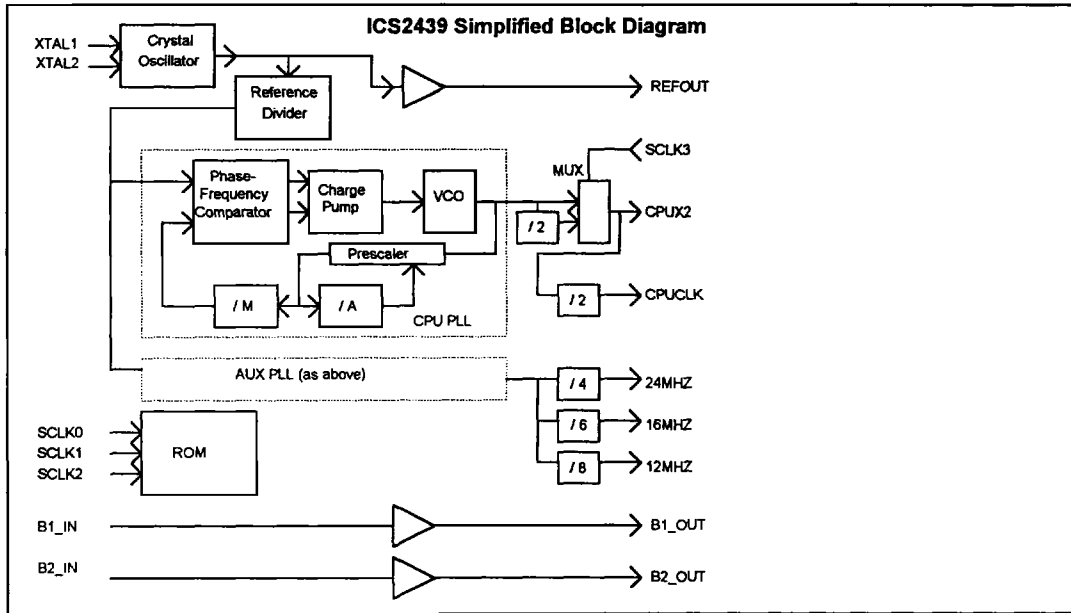 ICS2439 Simplified Block Diagram
XTAL1
XTAL2
Crystal
Oscillator
Reference
Divider
REFOUT
SCLK3
MUX
Phase-
Frequency
Comparator
Charge
Pump
VCO
/ 2
CPUX2
Prescaler
/ M
/ A
CPU PLL
/ 2
CPUCLK
AUX PLL (as above)
/ 4
24MHZ
/ 6
16MHZ
/ 8
12MHZ
SCLK0
SCLK1
SCLK2
ROM
B1_IN
B1_OUT
B2_IN
B2_OUT